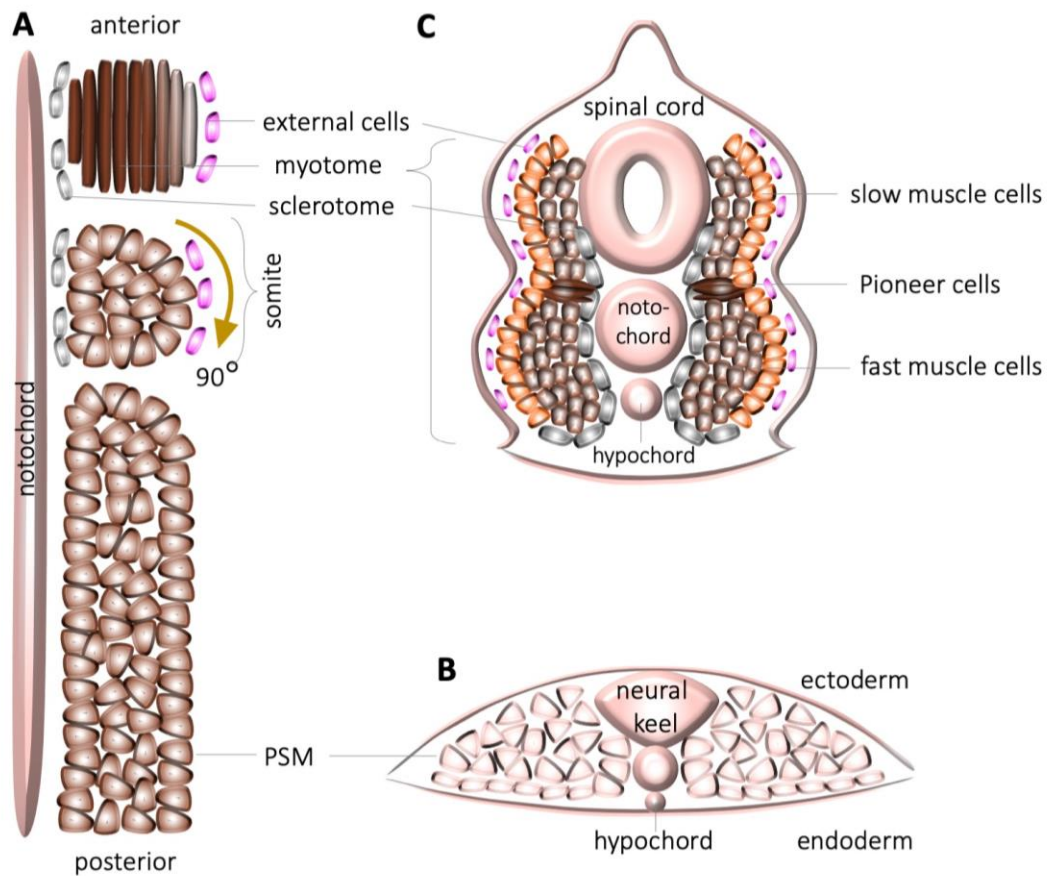 A
anterior
C
spinal cord
external cells
myotome
sclerotome
slow muscle cells
somite
Pioneer cells
noto-
chord
90°
fast muscle cells
notochord
hypochord
B
neural
keel
ectoderm
PSM
hypochord
endoderm
posterior